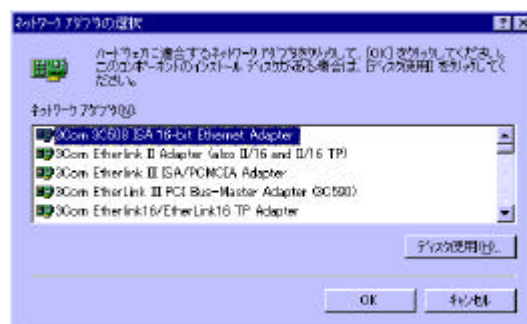 ネットワーク アダプタの選択
ハードウェアに適合するネットワーク アダプタをクリックして、[OK] をクリックしてください。
このコンポーネントのインストール ディスクがある場合は、[ディスク使用] をクリックして
ください。
ネットワーク アダプタ(N):
3Com 3C508 ISA 16-bit Ethernet Adapter
3Com Etherlink II Adapter (also II/16 and II/16 TP)
3Com Etherlink III ISA/PCMCIA Adapter
3Com EtherLink III PCI Bus-Master Adapter (3C590)
3Com Etherlink16/EtherLink16 TP Adapter
ディスク使用(H)...
OK
キャンセル